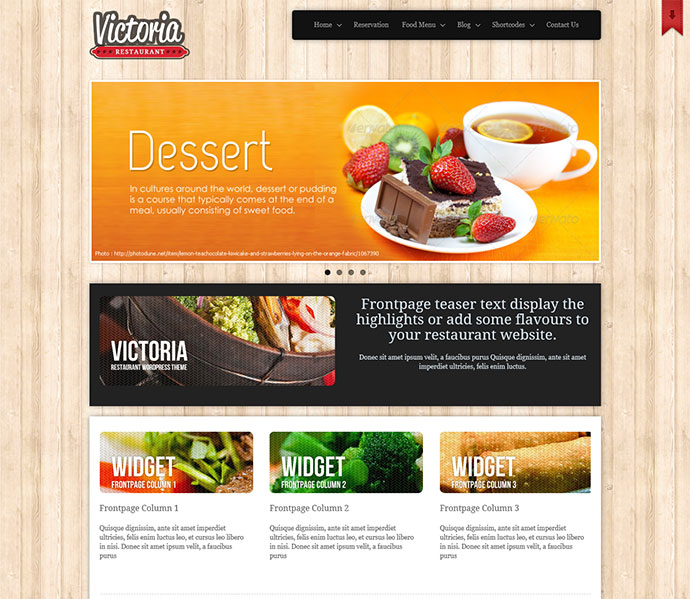 Victoria
RESTAURANT
Home
Reservation
Food Menu
Blog
Shortcodes
Contact Us
Dessert
In cultures around the world, dessert or pudding
is a course that typically comes at the end of a
meal, usually consisting of sweet food.
Photo : http://photodune.net/item/lemon-teachocolate-kiwicake-and-strawberries-lying-on-the-orange-fabric/1067390
VICTORIA
RESTAURANT WORDPRESS THEME
Frontpage teaser text display the
highlights or add some flavours to
your restaurant website.
Donec sit amet ipsum velit, a faucibus purus Quisque dignissim, ante sit amet
imperdiet ultricies, felis enim luctus.
WIDGET
FRONTPAGE COLUMN 1
Frontpage Column 1
Quisque dignissim, ante sit amet imperdiet
ultricies, felis enim luctus leo, et cursus leo libero
in nisi. Donec sit amet ipsum velit, a faucibus
purus
WIDGET
FRONTPAGE COLUMN 2
Frontpage Column 2
Quisque dignissim, ante sit amet imperdiet
ultricies, felis enim luctus leo, et cursus leo libero
in nisi. Donec sit amet ipsum velit, a faucibus
purus
WIDGET
FRONTPAGE COLUMN 3
Frontpage Column 3
Quisque dignissim, ante sit amet imperdiet
ultricies, felis enim luctus leo, et cursus leo libero
in nisi. Donec sit amet ipsum velit, a faucibus
purus